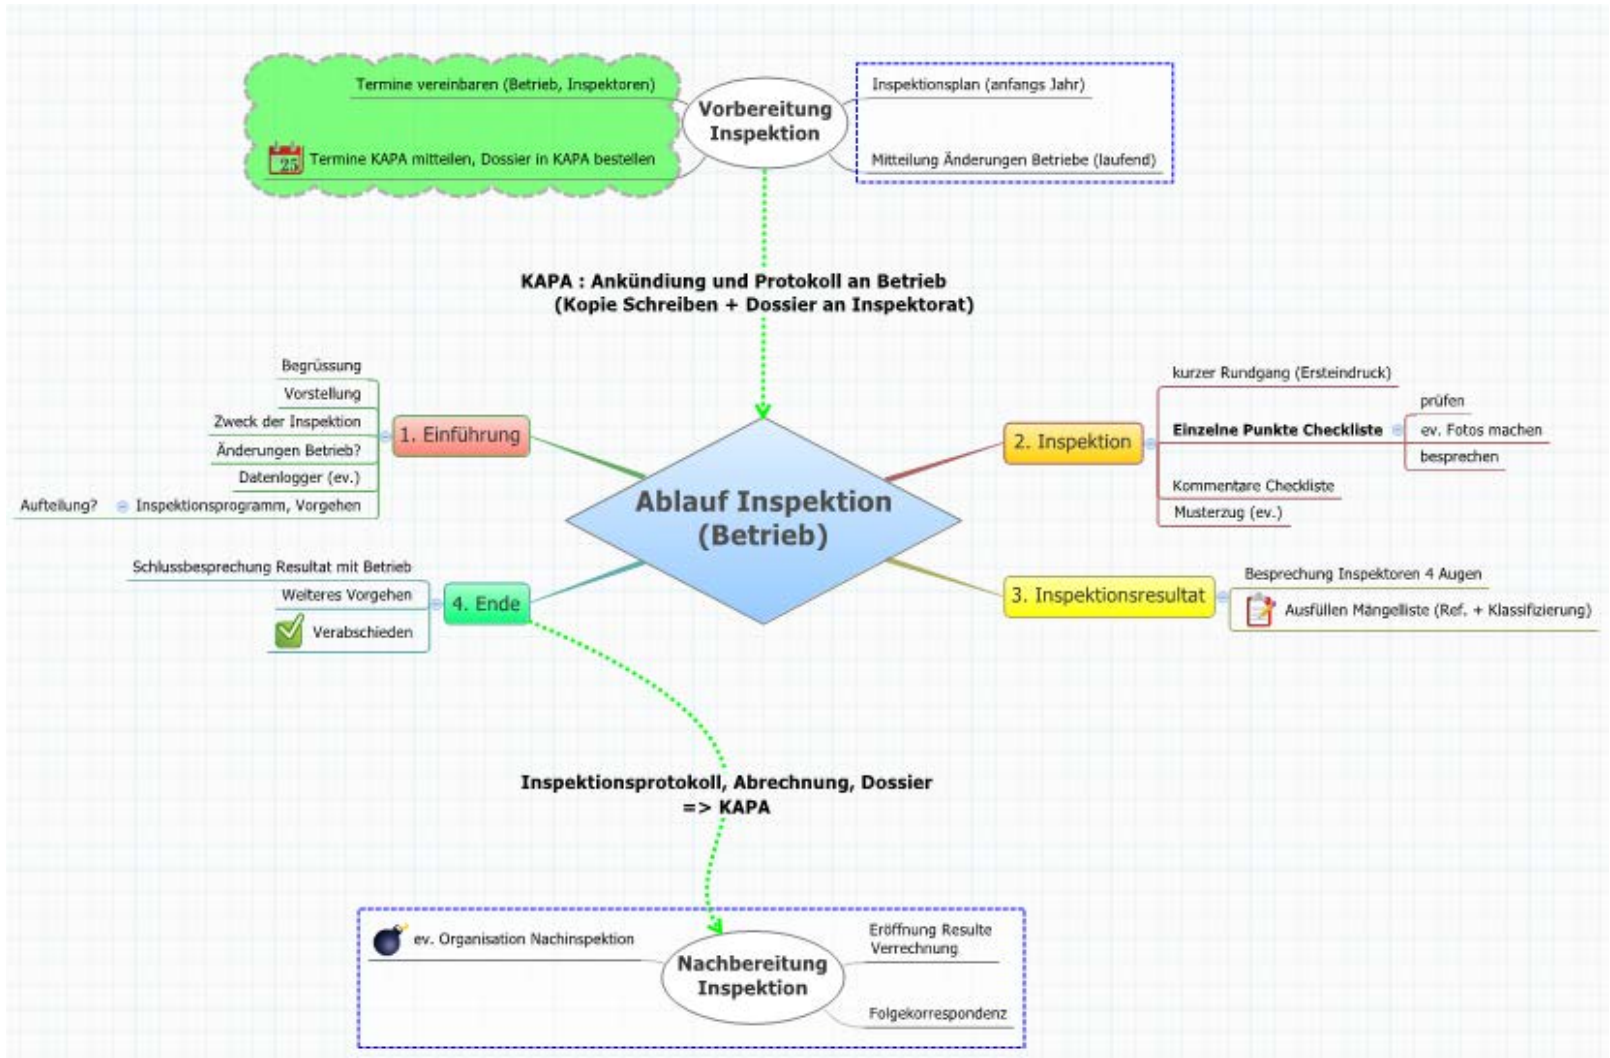 Termine vereinbaren (Betrieb, Inspektoren)
25
Termine KAPA mitteilen, Dossier in KAPA bestellen
Vorbereitung
Inspektion
Inspektionsplan (anfangs Jahr)
Mitteilung Änderungen Betriebe (laufend)
KAPA : Ankündiung und Protokoll an Betrieb
(Kopie Schreiben + Dossier an Inspektorat)
Ablauf Inspektion
(Betrieb)
1. Einführung
Begrüssung
Vorstellung
Zweck der Inspektion
Änderungen Betrieb?
Datenlogger (ev.)
Inspektionsprogramm, Vorgehen
Aufteilung?
2. Inspektion
kurzer Rundgang (Ersteindruck)
Einzelne Punkte Checkliste
prüfen
ev. Fotos machen
besprechen
Kommentare Checkliste
Musterzug (ev.)
3. Inspektionsresultat
Besprechung Inspektoren 4 Augen
Ausfüllen Mängelliste (Ref. + Klassifizierung)
4. Ende
Schlussbesprechung Resultat mit Betrieb
Weiteres Vorgehen
Verabschieden
Inspektionsprotokoll, Abrechnung, Dossier
=> KAPA
ev. Organisation Nachinspektion
Nachbereitung
Inspektion
Eröffnung Resulte
Verrechnung
Folgekorrespondenz